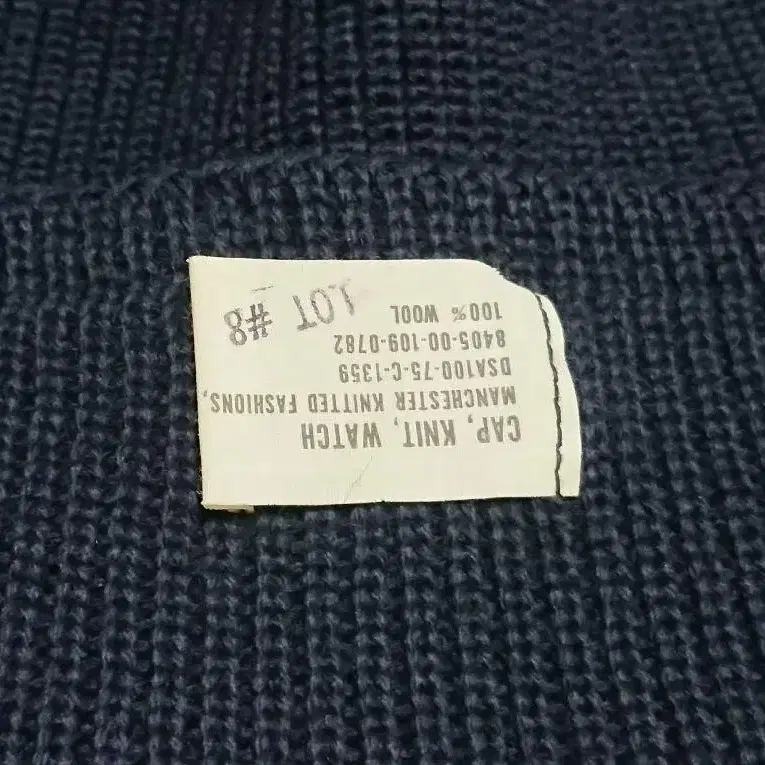 CAP, KNIT, WATCH
MANCHESTER KNITTED FASHIONS,
DSA100-75-C-1359
8405-00-109-0782
100% WOOL
LOT #8